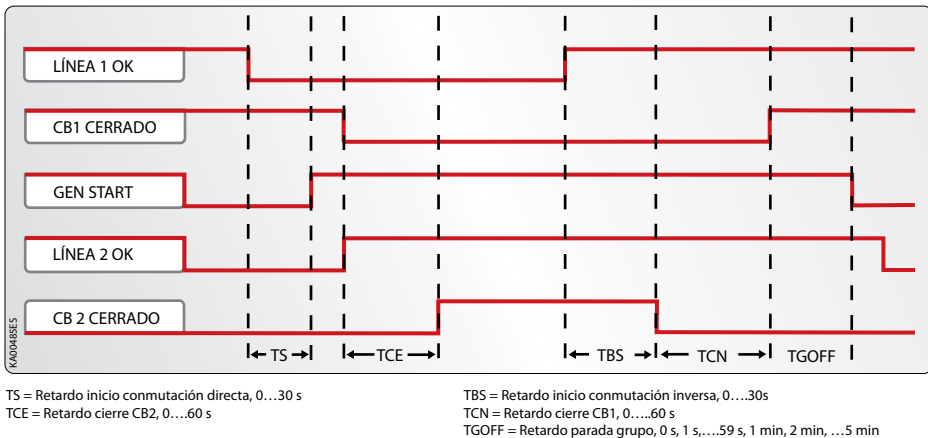 LÍNEA 1 OK
CB1 CERRADO
GEN START
LÍNEA 2 OK
CB 2 CERRADO
KA00485ES
TS
TCE
TBS
TCN
TGOFF
TS = Retardo inicio conmutación directa, 0…30 s
TCE = Retardo cierre CB2, 0….60 s
TBS = Retardo inicio conmutación inversa, 0….30s
TCN = Retardo cierre CB1, 0…..60 s
TGOFF = Retardo parada grupo, 0 s, 1 s,….59 s, 1 min, 2 min, …5 min